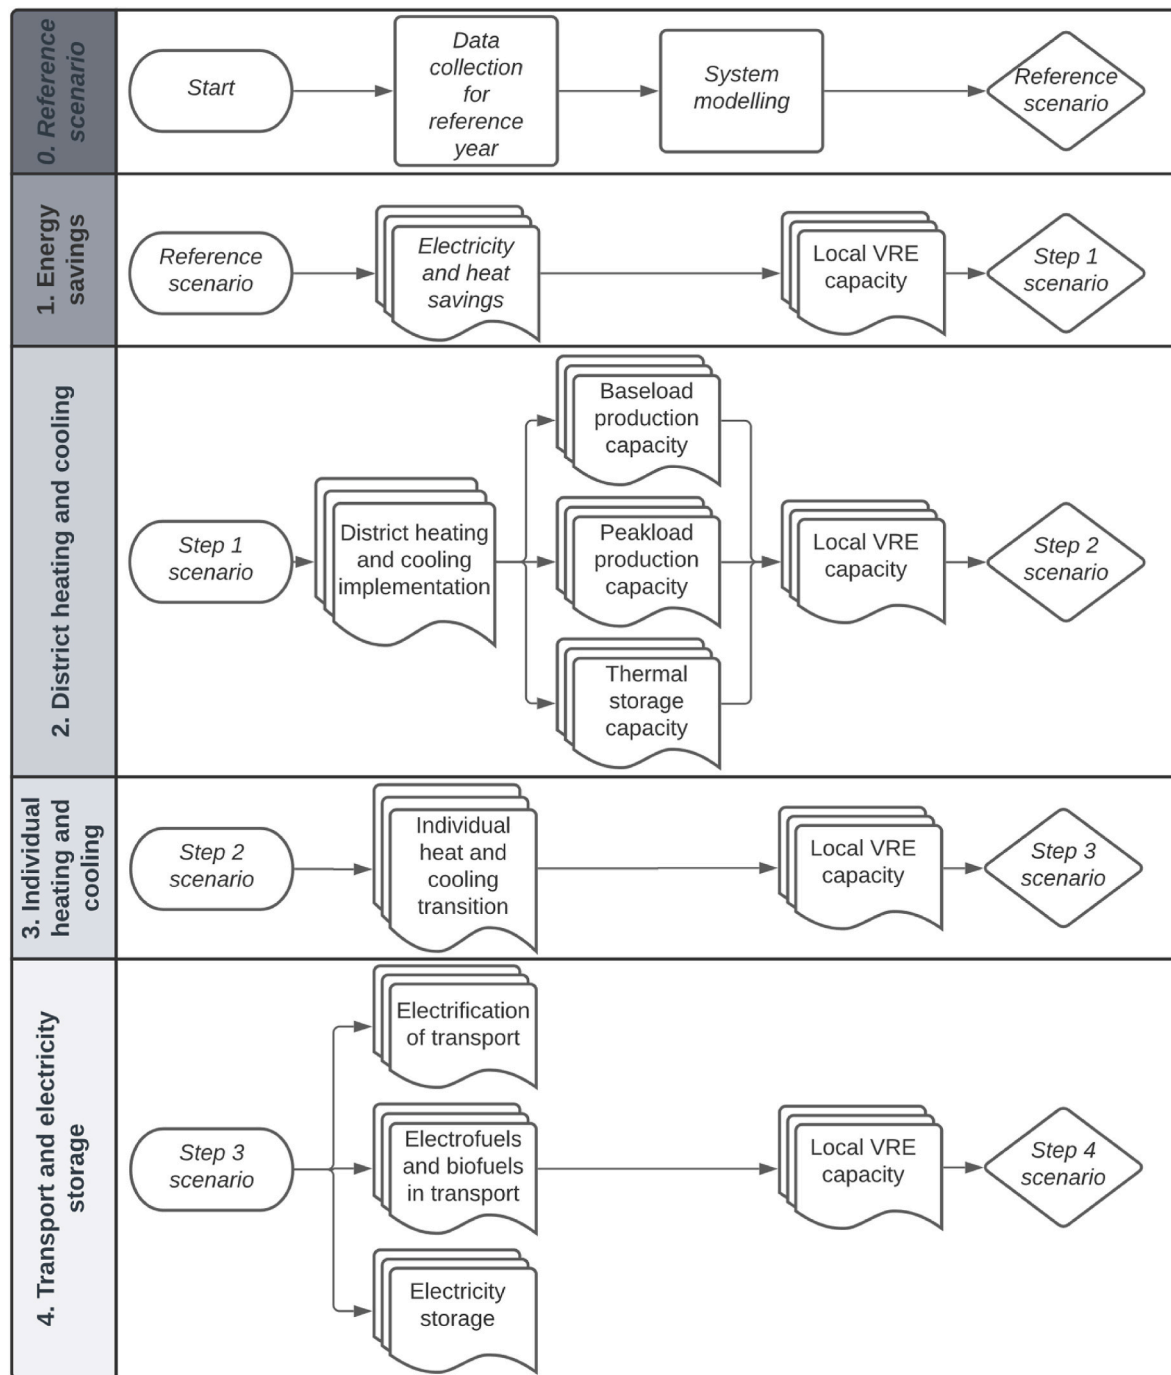 0. Reference
scenario
Start
Data
collection
for
reference
year
System
modelling
Reference
scenario
1. Energy
savings
Reference
scenario
Electricity
and heat
savings
Local VRE
capacity
Step 1
scenario
2. District heating and cooling
Step 1
scenario
District heating
and cooling
implementation
Baseload
production
capacity
Peakload
production
capacity
Thermal
storage
capacity
Local VRE
capacity
Step 2
scenario
3. Individual
heating and
cooling
Step 2
scenario
Individual
heat and
cooling
transition
Local VRE
capacity
Step 3
scenario
4. Transport and electricity
storage
Step 3
scenario
Electrification
of transport
Electrofuels
and biofuels
in transport
Electricity
storage
Local VRE
capacity
Step 4
scenario